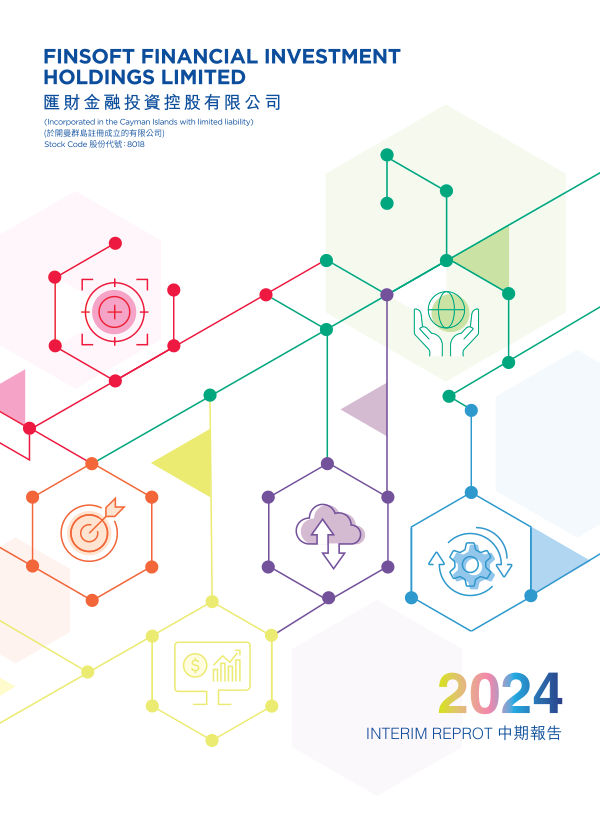 FINSOFT FINANCIAL INVESTMENT
HOLDINGS LIMITED
匯財金融投資控股有限公司
(Incorporated in the Cayman Islands with limited liability)
(於開曼群島註冊成立的有限公司)
Stock Code 股份代號 : 8018
$
2024
INTERIM REPROT 中期報告